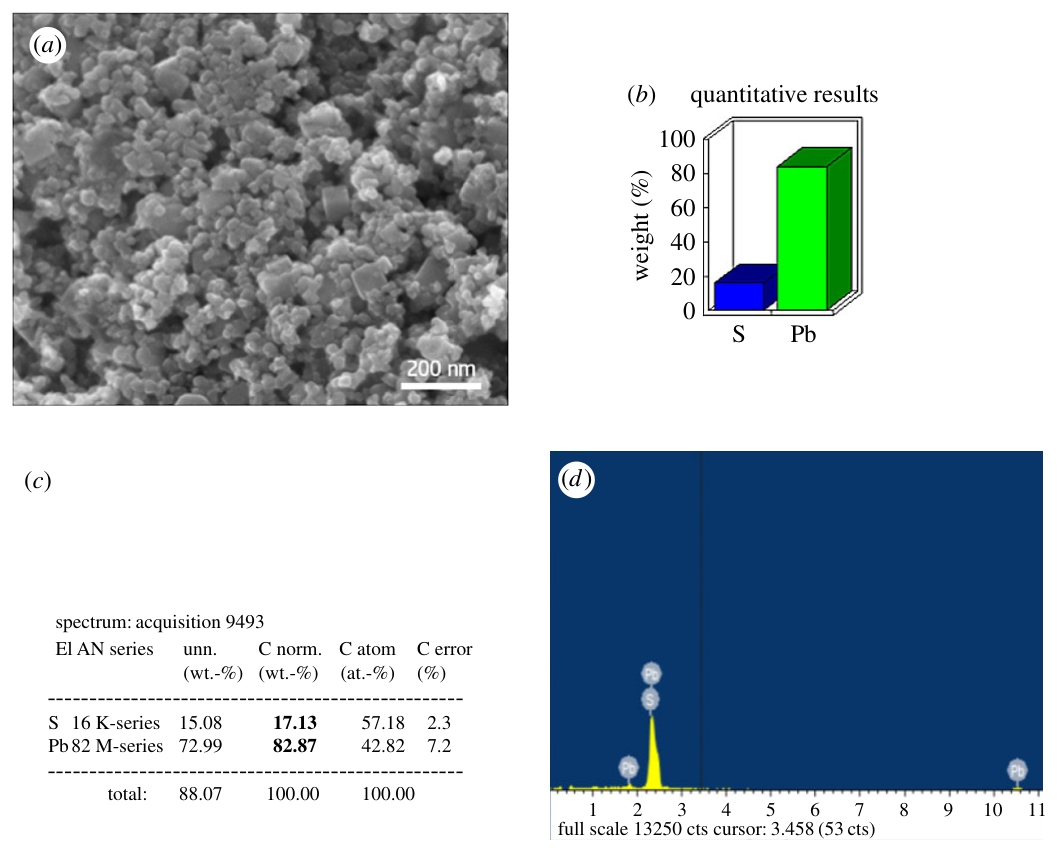 (a)
200 nm
(b) quantitative results
100
80
60
40
20
0
weight (%)
S Pb
(c)
spectrum: acquisition 9493
El AN series unn. C norm. C atom C error
(wt.-%) (wt.-%) (at.-%) (%)
S 16 K-series 15.08 17.13 57.18 2.3
Pb 82 M-series 72.99 82.87 42.82 7.2
total: 88.07 100.00 100.00
(d)
Pb
S
Pb
Pb
1 2 3 4 5 6 7 8 9 10 11
full scale 13250 cts cursor: 3.458 (53 cts)